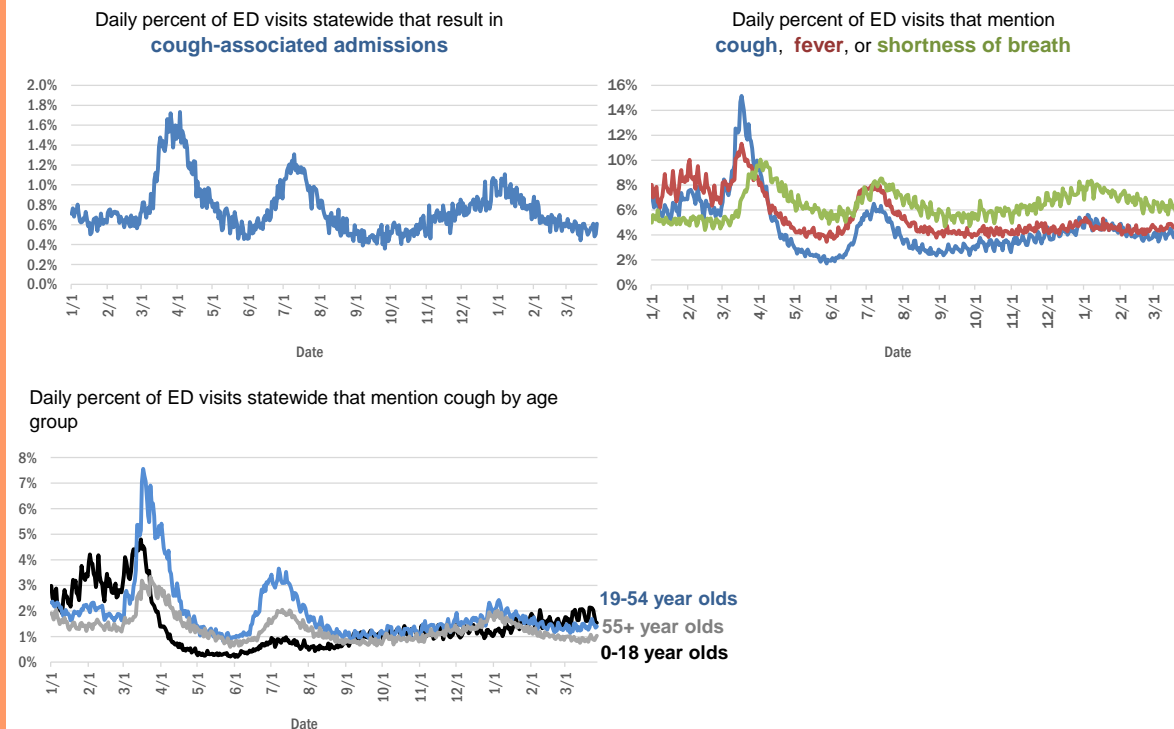 Daily percent of ED visits statewide that result in
cough-associated admissions
2.0%
1.8%
1.6%
1.4%
1.2%
1.0%
0.8%
0.6%
0.4%
0.2%
0.0%
1/1 2/1 3/1 4/1 5/1 6/1 7/1 8/1 9/1 10/1 11/1 12/1 1/1 2/1 3/1
Date
Daily percent of ED visits that mention
cough, fever, or shortness of breath
16%
14%
12%
10%
8%
6%
4%
2%
0%
1/1 2/1 3/1 4/1 5/1 6/1 7/1 8/1 9/1 10/1 11/1 12/1 1/1 2/1 3/1
Date
Daily percent of ED visits statewide that mention cough by age
group
8%
7%
6%
5%
4%
3%
2%
1%
0%
1/1 2/1 3/1 4/1 5/1 6/1 7/1 8/1 9/1 10/1 11/1 12/1 1/1 2/1 3/1
Date
19-54 year olds
55+ year olds
0-18 year olds